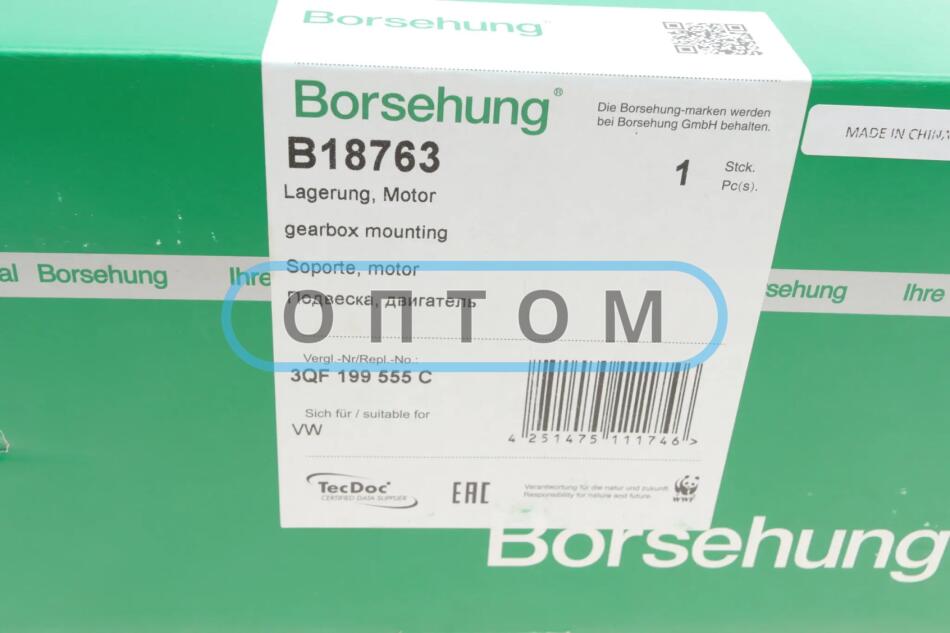 Borsehung
Borsehung®
Die Borsehung-marken werden
bei Borsehung GmbH behalten.
B18763
1 Stck.
Pc(s).
MADE IN CHINA
Lagerung, Motor
gearbox mounting
Soporte, motor
Подвеска, двигатель
ОПТОМ
al Borsehung Ihre
sehung Ihre
Vergl.-Nr/Repl.-No.:
3QF 199 555 C
Sich für / suitable for
VW
4 251475 111746 >
TecDoc
CERTIFIED DATA SUPPLIER
EAC
Verantwortung für die natur und zukunft
Responsibility for nature and future.
WWF
Borsehung